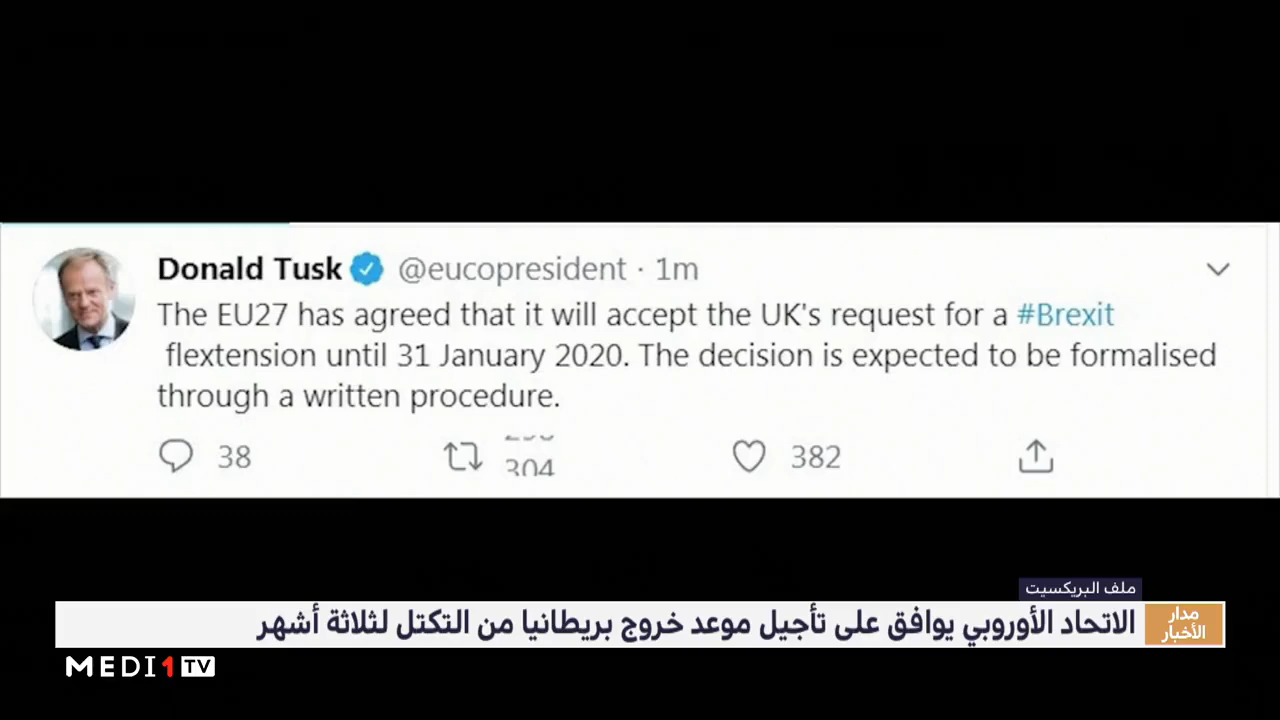 Donald Tusk @eucopresident · 1m
The EU27 has agreed that it will accept the UK's request for a #Brexit
flextension until 31 January 2020. The decision is expected to be formalised
through a written procedure.
38 304 382
ملف البريكسيت
مدار
الأخبار
الاتحاد الأوروبي يوافق على تأجيل موعد خروج بريطانيا من التكتل لثلاثة أشهر
MEDI1TV